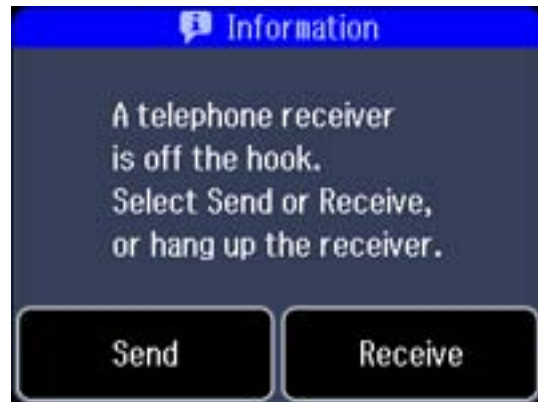 Information
A telephone receiver
is off the hook.
Select Send or Receive,
or hang up the receiver.
Send
Receive